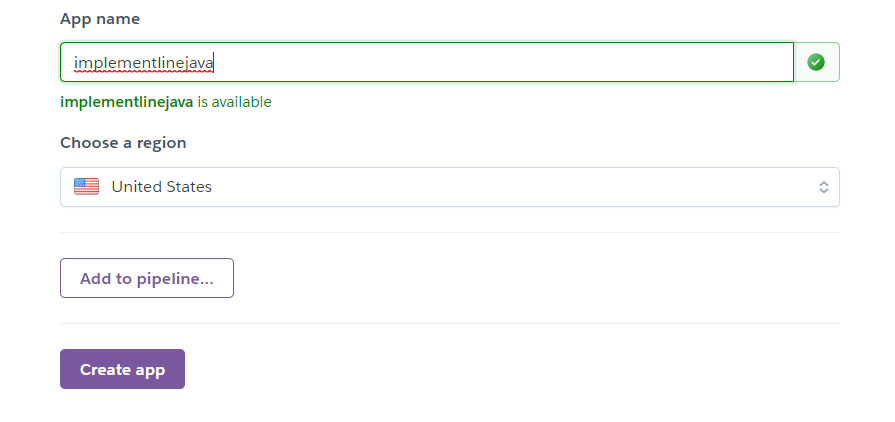 App name
implementlinejava
implementlinejava is available
Choose a region
United States
Add to pipeline...
Create app